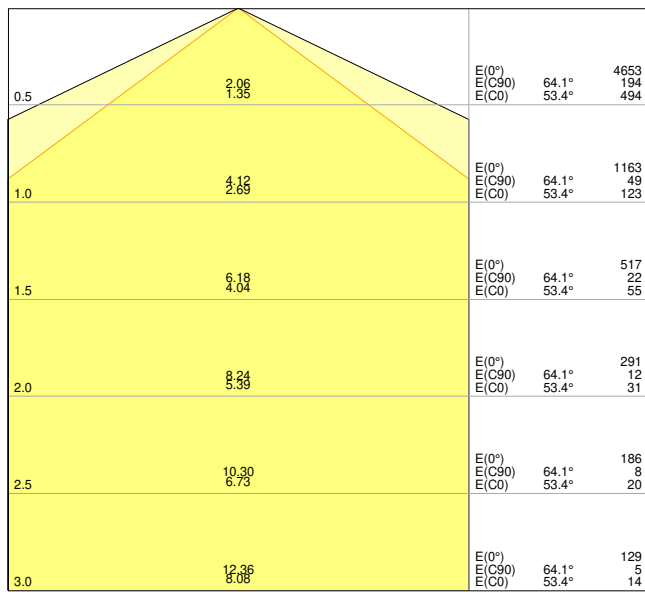 E(0°) 4653
2.06 E(C90) 64.1° 194
0.5 1.35 E(C0) 53.4° 494
E(0°) 1163
4.12 E(C90) 64.1° 49
1.0 2.69 E(C0) 53.4° 123
E(0°) 517
6.18 E(C90) 64.1° 22
1.5 4.04 E(C0) 53.4° 55
E(0°) 291
8.24 E(C90) 64.1° 12
2.0 5.39 E(C0) 53.4° 31
E(0°) 186
10.30 E(C90) 64.1° 8
2.5 6.73 E(C0) 53.4° 20
E(0°) 129
12.36 E(C90) 64.1° 5
3.0 8.08 E(C0) 53.4° 14